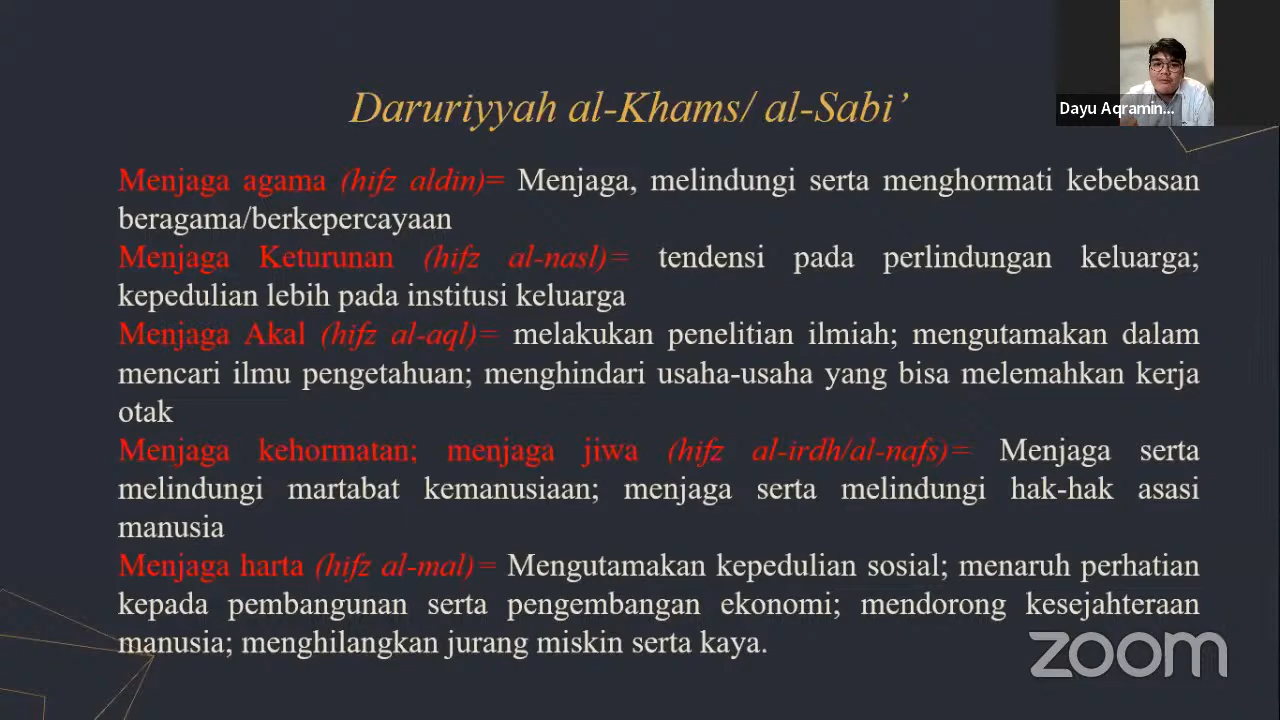 Daruriyyah al-Khams/ al-Sabi’
Dayu Aqramin...
Menjaga agama (hifz aldin)= Menjaga, melindungi serta menghormati kebebasan
beragama/berkepercayaan
Menjaga Keturunan (hifz al-nasl)= tendensi pada perlindungan keluarga;
kepedulian lebih pada institusi keluarga
Menjaga Akal (hifz al-aql)= melakukan penelitian ilmiah; mengutamakan dalam
mencari ilmu pengetahuan; menghindari usaha-usaha yang bisa melemahkan kerja
otak
Menjaga kehormatan; menjaga jiwa (hifz al-irdh/al-nafs)= Menjaga serta
melindungi martabat kemanusiaan; menjaga serta melindungi hak-hak asasi
manusia
Menjaga harta (hifz al-mal)= Mengutamakan kepedulian sosial; menaruh perhatian
kepada pembangunan serta pengembangan ekonomi; mendorong kesejahteraan
manusia; menghilangkan jurang miskin serta kaya.
zoom